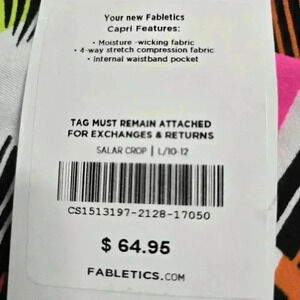 Your new Fabletics
Capri Features:
• Moisture -wicking fabric
• 4-way stretch compression fabric
• internal waistband pocket
TAG MUST REMAIN ATTACHED
FOR EXCHANGES & RETURNS
SALAR CROP | L/10-12
CS1513197-2128-17050
$ 64.95
FABLETICS.COM